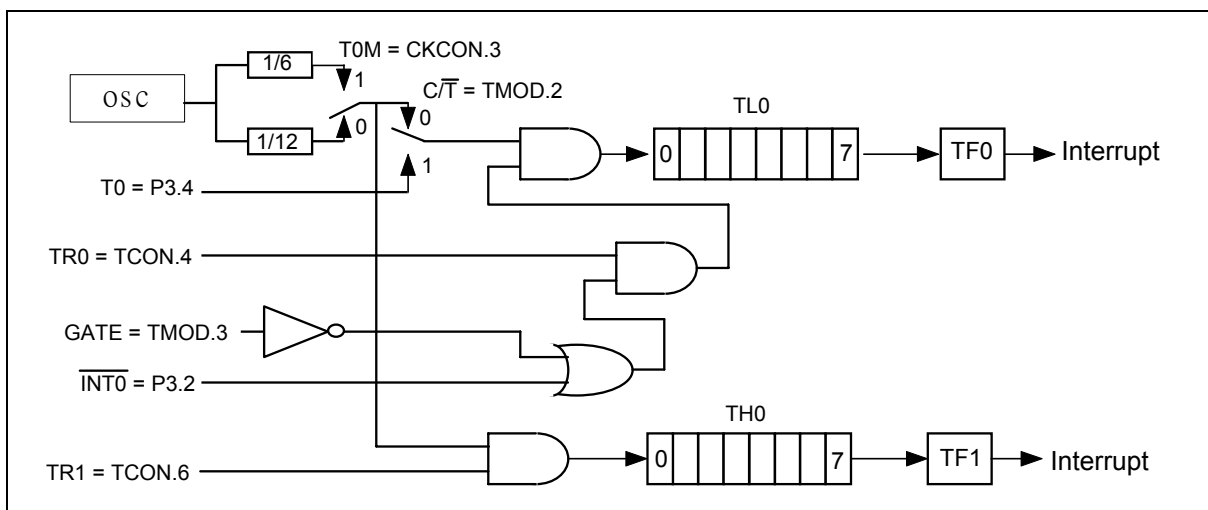 1/6
T0M = CKCON.3
1
OSC
C/T̅ = TMOD.2
0
0
1/12
1
TL0
0 7
TF0
Interrupt
T0 = P3.4
TR0 = TCON.4
GATE = TMOD.3
I̅N̅T̅0̅ = P3.2
TH0
0 7
TF1
Interrupt
TR1 = TCON.6